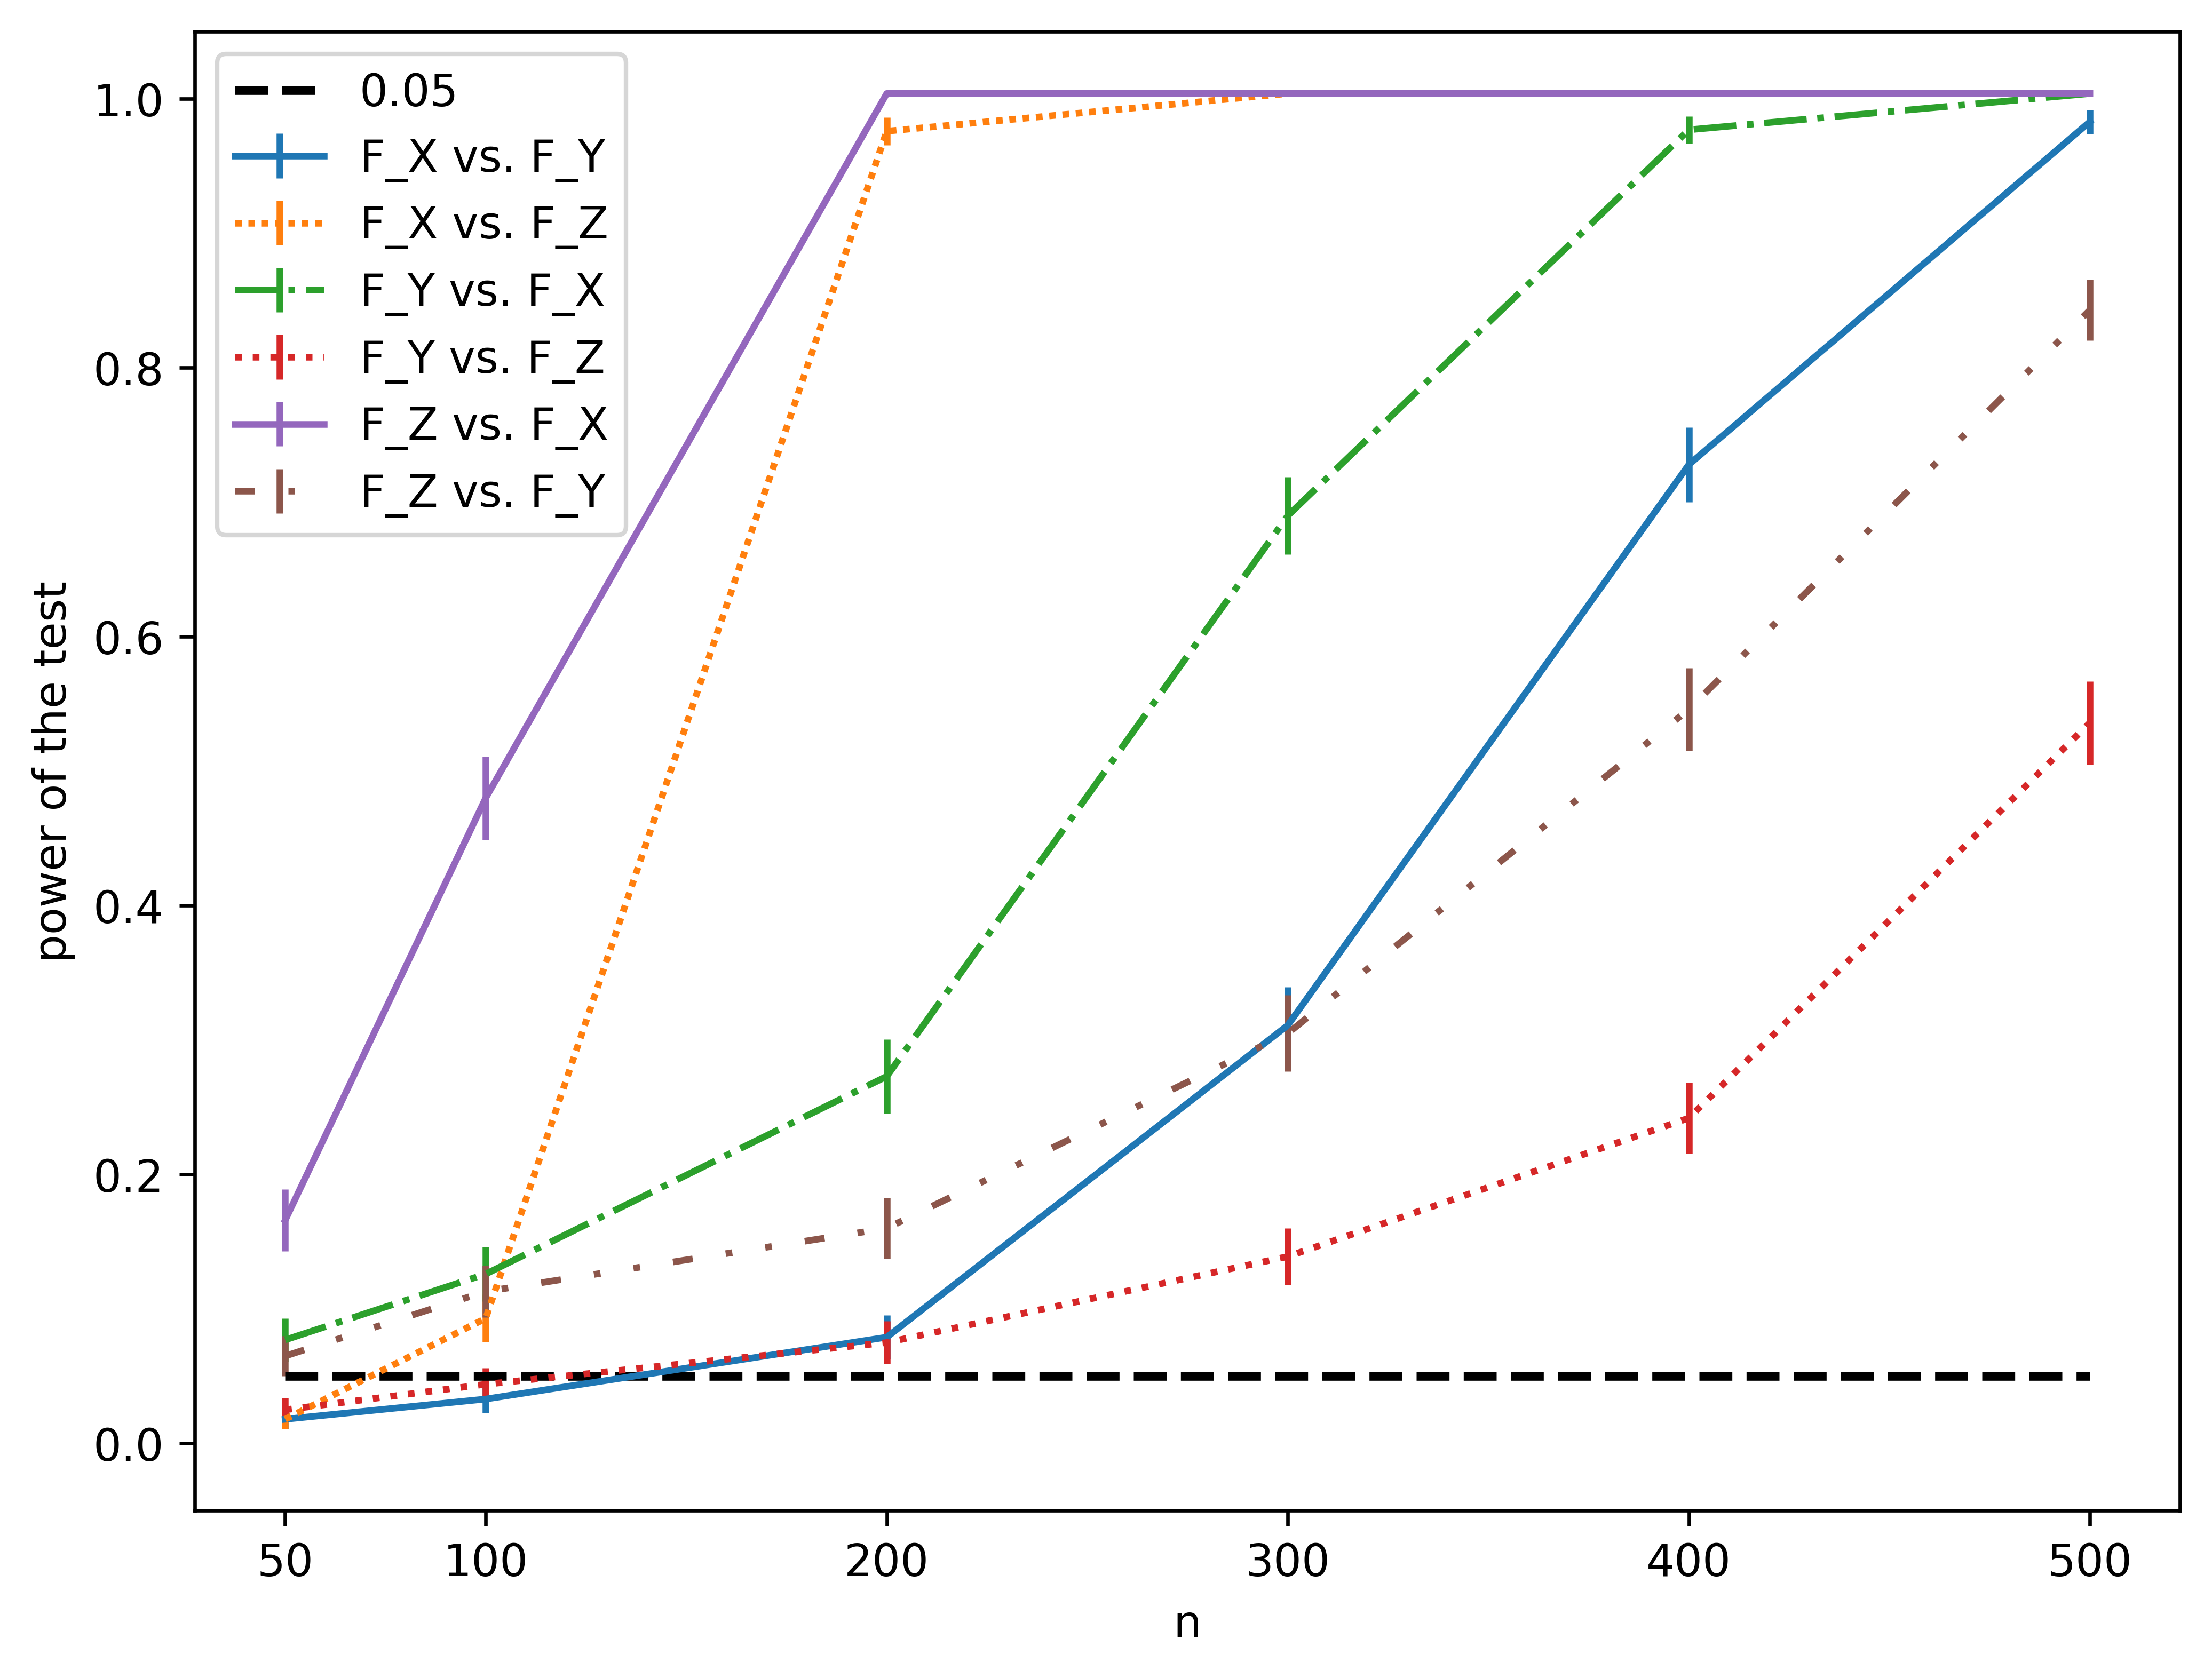 0.05
F_X vs. F_Y
F_X vs. F_Z
F_Y vs. F_X
F_Y vs. F_Z
F_Z vs. F_X
F_Z vs. F_Y
1.0
0.8
0.6
0.4
0.2
0.0
power of the test
50 100 200 300 400 500
n